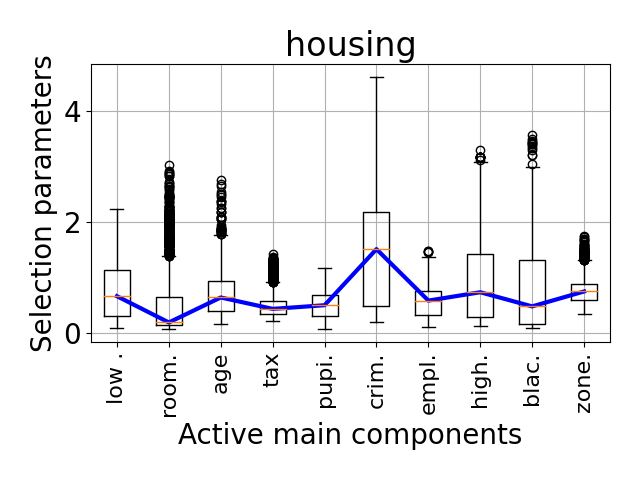 housing
Selection parameters
4
2
0
low .
room.
age
tax
pupi.
crim.
empl.
high.
blac.
zone.
Active main components